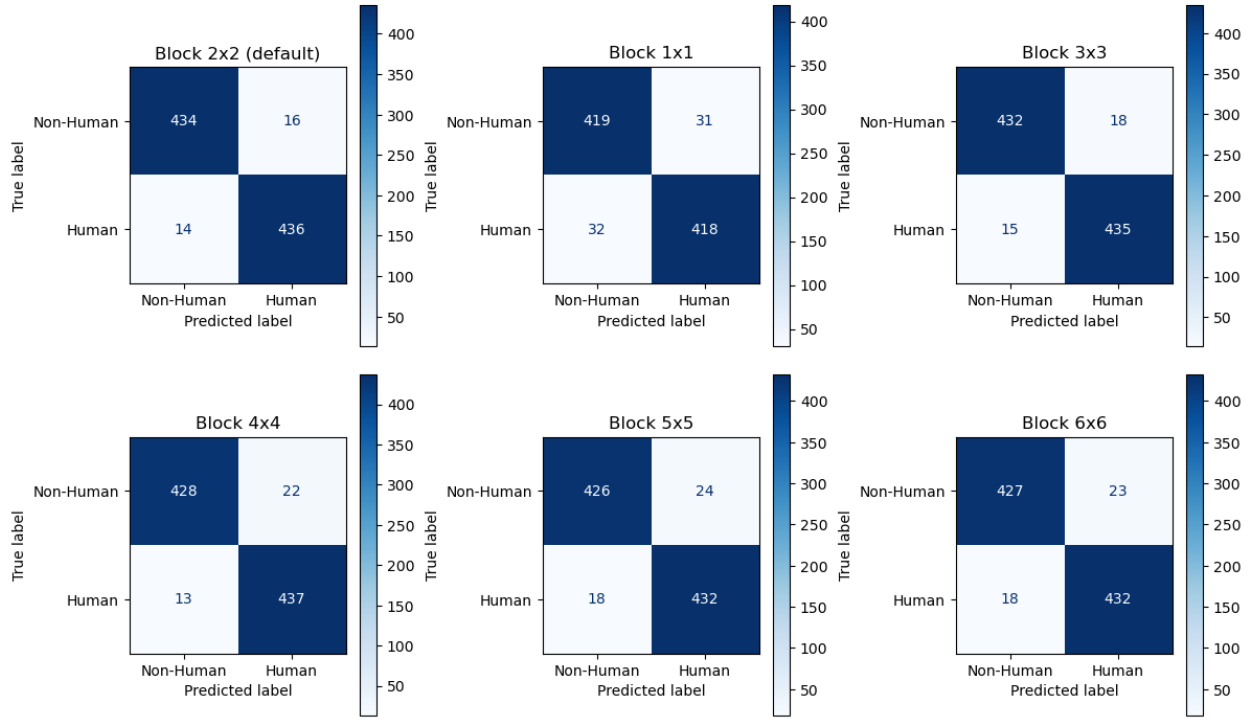 Block 2x2 (default)
True label
Non-Human
Human
434
16
14
436
Non-Human
Human
Predicted label
400
350
300
250
200
150
100
50
Block 1x1
True label
Non-Human
Human
419
31
32
418
Non-Human
Human
Predicted label
400
350
300
250
200
150
100
50
Block 3x3
True label
Non-Human
Human
432
18
15
435
Non-Human
Human
Predicted label
400
350
300
250
200
150
100
50
Block 4x4
True label
Non-Human
Human
428
22
13
437
Non-Human
Human
Predicted label
400
350
300
250
200
150
100
50
Block 5x5
True label
Non-Human
Human
426
24
18
432
Non-Human
Human
Predicted label
400
350
300
250
200
150
100
50
Block 6x6
True label
Non-Human
Human
427
23
18
432
Non-Human
Human
Predicted label
400
350
300
250
200
150
100
50